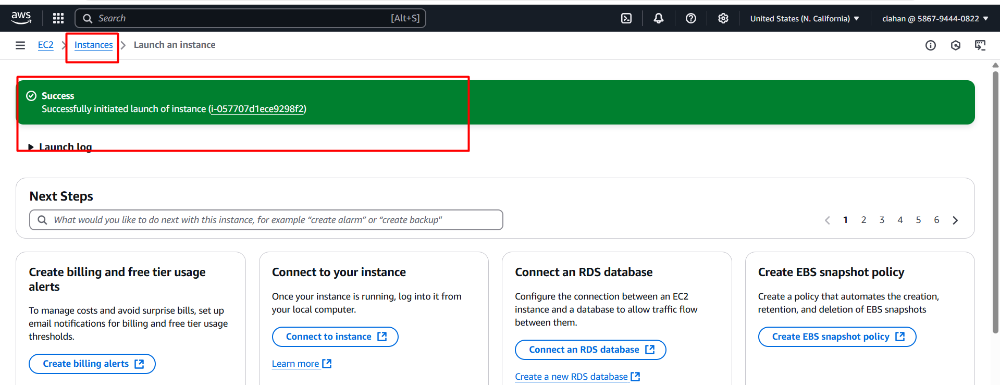 aws
Search [Alt+S]
United States (N. California)
clahan @ 5867-9444-0822
EC2 Instances Launch an instance
Success
Successfully initiated launch of instance (i-057707d1ece9298f2)
Launch log
Next Steps
What would you like to do next with this instance, for example “create alarm” or “create backup"
1 2 3 4 5 6
Create billing and free tier usage
alerts
To manage costs and avoid surprise bills, set up
email notifications for billing and free tier usage
thresholds.
Create billing alerts
Connect to your instance
Once your instance is running, log into it from
your local computer.
Connect to instance
Learn more
Connect an RDS database
Configure the connection between an EC2
instance and a database to allow traffic flow
between them.
Connect an RDS database
Create a new RDS database
Create EBS snapshot policy
Create a policy that automates the creation,
retention, and deletion of EBS snapshots
Create EBS snapshot policy